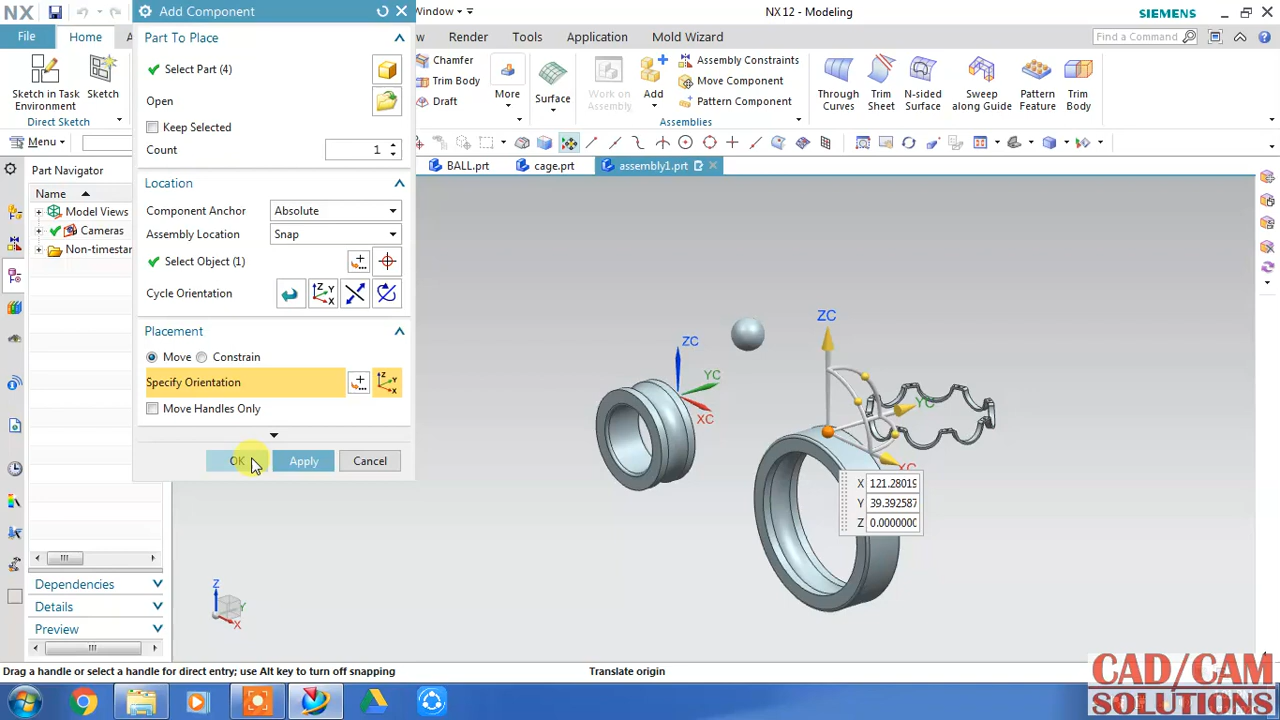 NX
Add Component
Window
NX12 - Modeling
SIEMENS
File
Home
Render
Tools
Application
Mold Wizard
Find a Command
Sketch in Task
Environment
Sketch
Direct Sketch
Chamfer
Trim Body
Draft
More
Surface
Work on
Assembly
Add
Assembly Constraints
Move Component
Pattern Component
Assemblies
Through
Curves
Trim
Sheet
N-sided
Surface
Sweep
along Guide
Pattern
Feature
Trim
Body
Menu
BALL.prt
cage.prt
assembly1.prt
Part Navigator
Name
Model Views
Cameras
Non-timestar
Dependencies
Details
Preview
Part To Place
Select Part (4)
Open
Keep Selected
Count
1
Location
Component Anchor
Absolute
Assembly Location
Snap
Select Object (1)
Cycle Orientation
Placement
Move
Constrain
Specify Orientation
Move Handles Only
OK
Apply
Cancel
ZC
YC
XC
ZC
YC
XC
X 121.28019
Y 39.392587
Z 0.0000000
Z
Y
X
Drag a handle or select a handle for direct entry; use Alt key to turn off snapping
Translate origin
CAD/CAM
SOLUTIONS